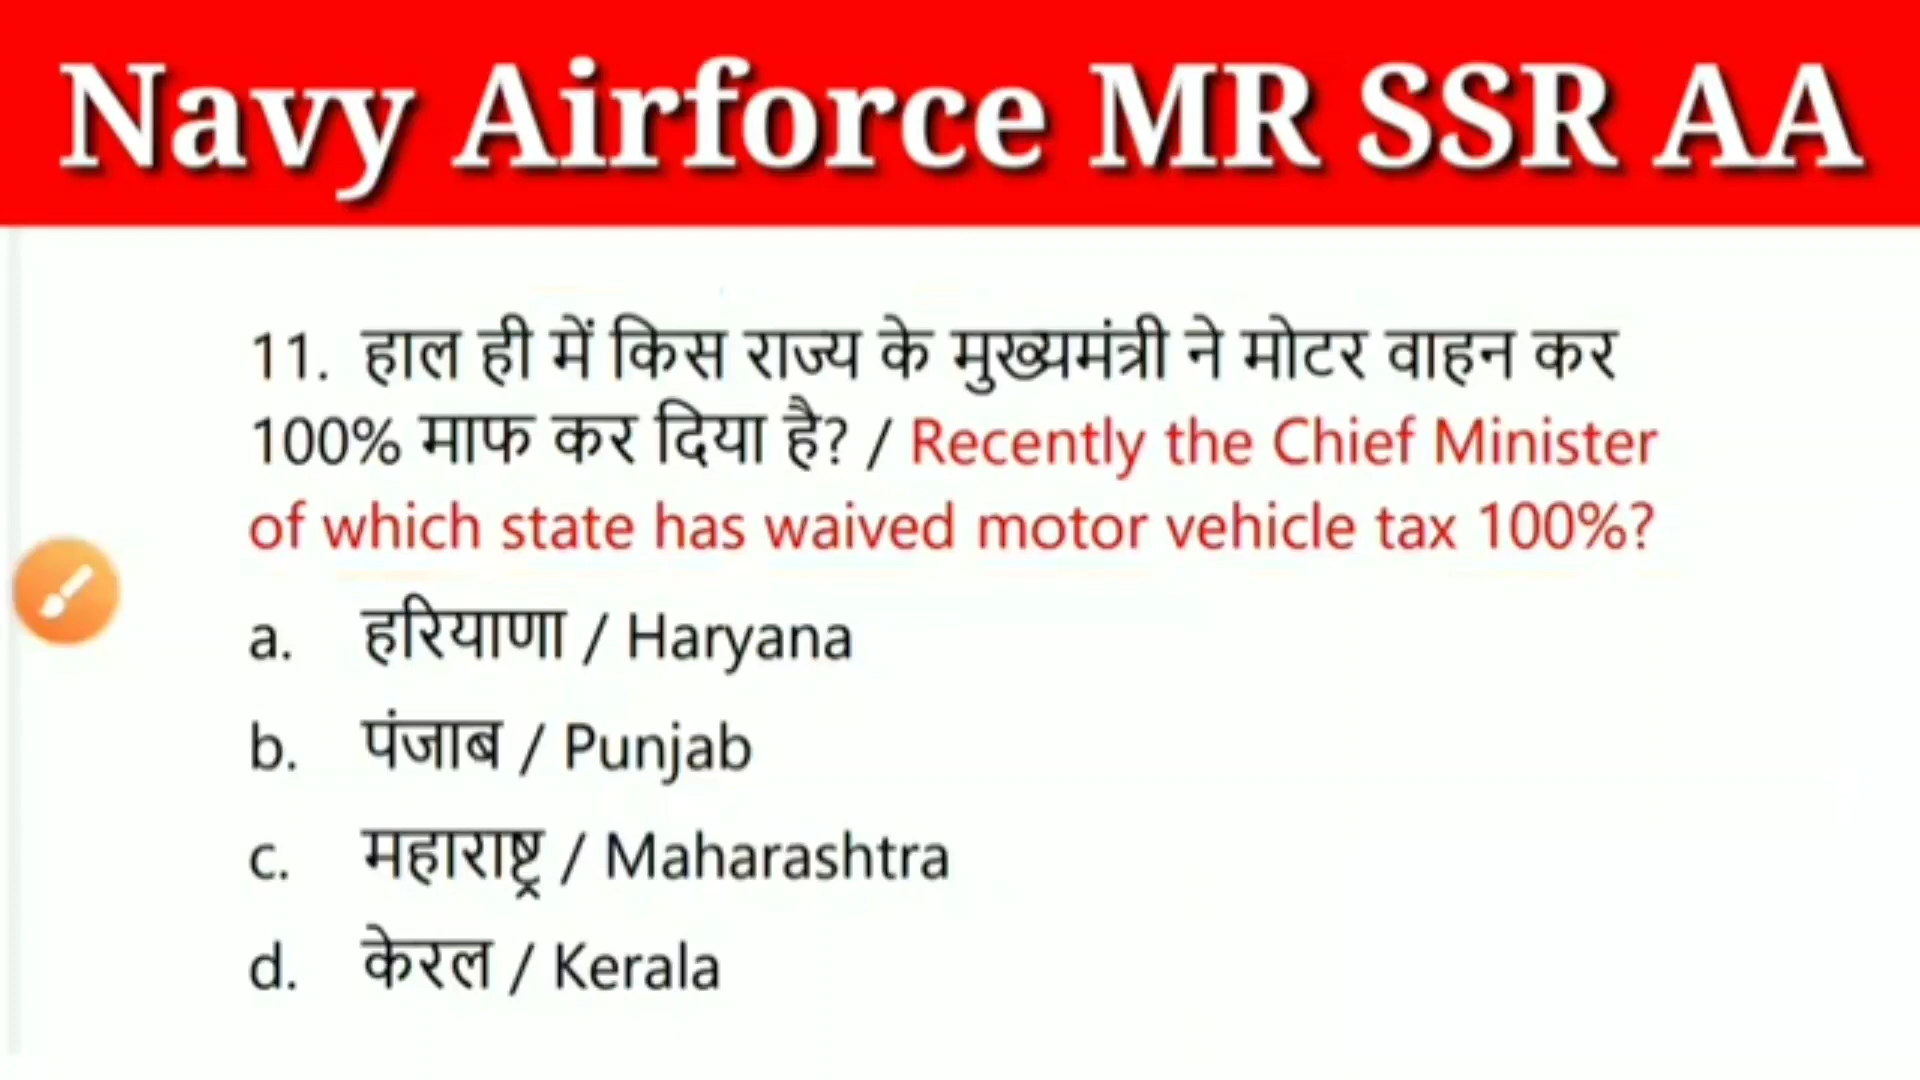 Navy Airforce MR SSR AA
11. हाल ही में किस राज्य के मुख्यमंत्री ने मोटर वाहन कर
100% माफ कर दिया है? / Recently the Chief Minister
of which state has waived motor vehicle tax 100%?
a. हरियाणा / Haryana
b. पंजाब / Punjab
c. महाराष्ट्र / Maharashtra
d. केरल / Kerala